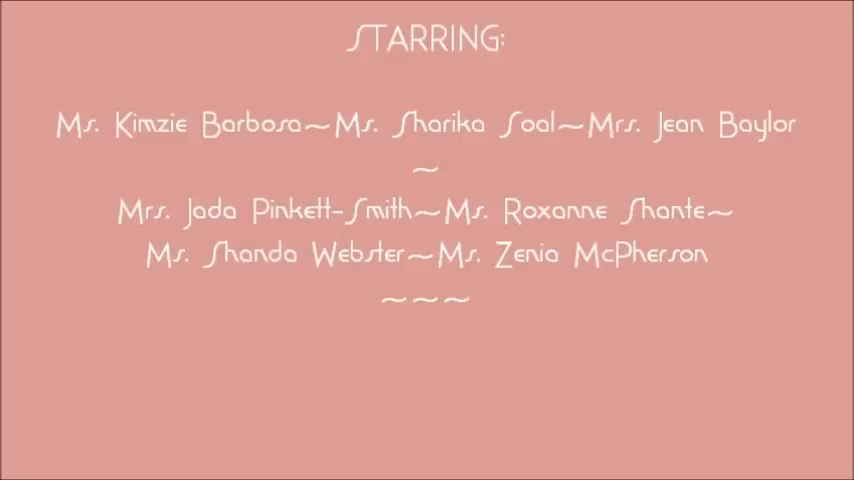 STARRING:
Ms. Kimzie Barbosa~Ms. Sharika Soal~Mrs. Jean Baylor
~
Mrs. Jada Pinkett-Smith~Ms. Roxanne Shante~
Ms. Shanda Webster~Ms. Zenia McPherson
~~~